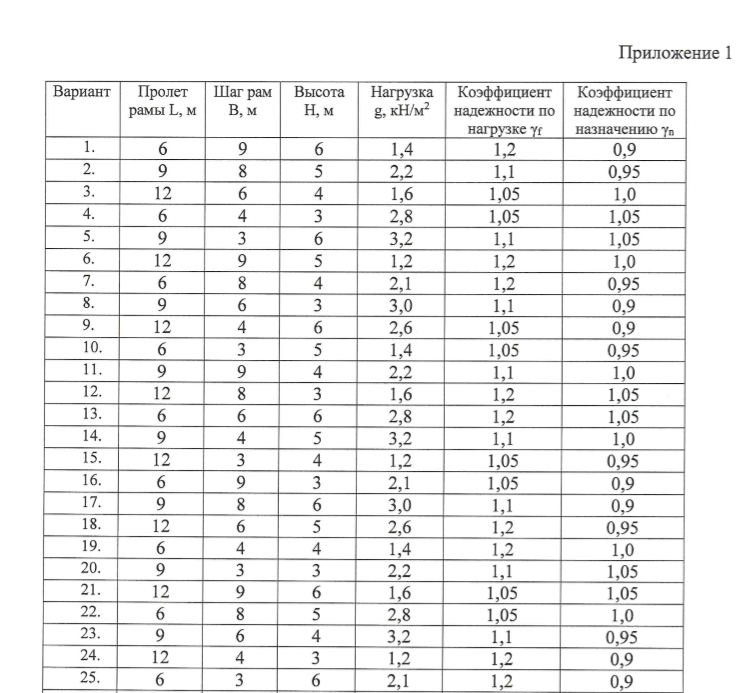 Приложение 1
Вариант Пролет рамы L, м Шаг рам B, м Высота H, м Нагрузка g, кН/м² Коэффициент надежности по нагрузке γf Коэффициент надежности по назначению γn
1. 6 9 6 1,4 1,2 0,9
2. 9 8 5 2,2 1,1 0,95
3. 12 6 4 1,6 1,05 1,0
4. 6 4 3 2,8 1,05 1,05
5. 9 3 6 3,2 1,1 1,05
6. 12 9 5 1,2 1,2 1,0
7. 6 8 4 2,1 1,2 0,95
8. 9 6 3 3,0 1,1 0,9
9. 12 4 6 2,6 1,05 0,9
10. 6 3 5 1,4 1,05 0,95
11. 9 9 4 2,2 1,1 1,0
12. 12 8 3 1,6 1,2 1,05
13. 6 6 6 2,8 1,2 1,05
14. 9 4 5 3,2 1,1 1,0
15. 12 3 4 1,2 1,05 0,95
16. 6 9 3 2,1 1,05 0,9
17. 9 8 6 3,0 1,1 0,9
18. 12 6 5 2,6 1,2 0,95
19. 6 4 4 1,4 1,2 1,0
20. 9 3 3 2,2 1,1 1,05
21. 12 9 6 1,6 1,05 1,05
22. 6 8 5 2,8 1,05 1,0
23. 9 6 4 3,2 1,1 0,95
24. 12 4 3 1,2 1,2 0,9
25. 6 3 6 2,1 1,2 0,9